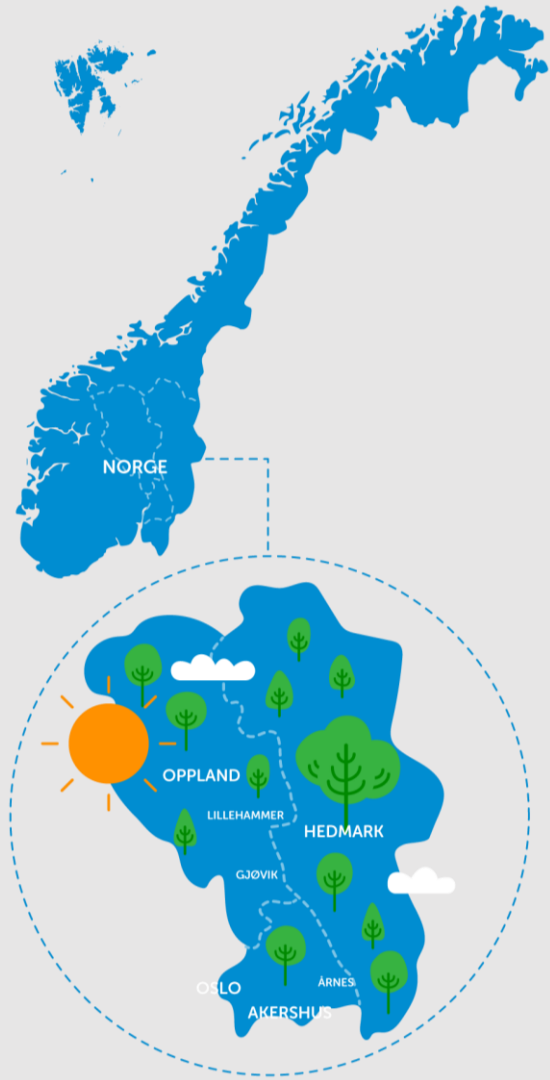 NORGE
OPPLAND
LILLEHAMMER
HEDMARK
GJØVIK
ÅRNES
OSLO
AKERSHUS